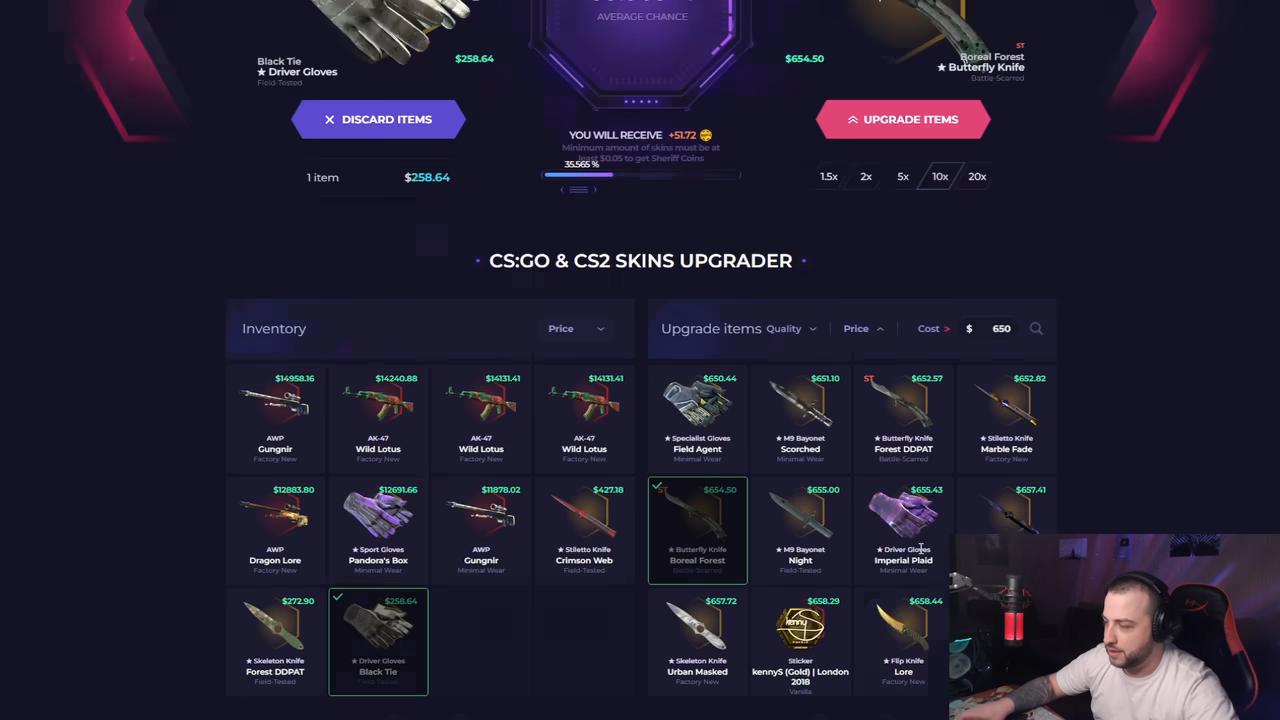 AVERAGE CHANCE
Black Tie
★ Driver Gloves
Field-Tested
$258.64
$654.50
ST
Boreal Forest
★ Butterfly Knife
Battle-Scarred
DISCARD ITEMS
1 item
$258.64
YOU WILL RECEIVE +51.72
Minimum amount of skins must be at
least $0.05 to get Sheriff Coins
35.565 %
UPGRADE ITEMS
1.5x 2x 5x 10x 20x
CS:GO & CS2 SKINS UPGRADER
Inventory
Price
Upgrade items
Quality
Price
Cost >
$ 650
$14958.16
AWP
Gungnir
Factory New
$14240.88
AK-47
Wild Lotus
Factory New
$14131.41
AK-47
Wild Lotus
Factory New
$14131.41
AK-47
Wild Lotus
Factory New
$12883.80
AWP
Dragon Lore
Factory New
$12691.66
★ Sport Gloves
Pandora's Box
Minimal Wear
$11878.02
AWP
Gungnir
Minimal Wear
$427.18
★ Stiletto Knife
Crimson Web
Field-Tested
$272.90
★ Skeleton Knife
Forest DDPAT
Field-Tested
$258.64
★ Driver Gloves
Black Tie
Field-Tested
$650.44
★ Specialist Gloves
Field Agent
Minimal Wear
$651.10
★ M9 Bayonet
Scorched
Minimal Wear
ST
$652.57
★ Butterfly Knife
Forest DDPAT
Battle-Scarred
$652.82
★ Stiletto Knife
Marble Fade
Factory New
ST
$654.50
★ Butterfly Knife
Boreal Forest
Battle-Scarred
$655.00
★ M9 Bayonet
Night
Field-Tested
$655.43
★ Driver Gloves
Imperial Plaid
Minimal Wear
$657.41
$657.72
★ Skeleton Knife
Urban Masked
Factory New
$658.29
Sticker
kennyS (Gold) | London
2018
Vanilla
$658.44
★ Flip Knife
Lore
Factory New